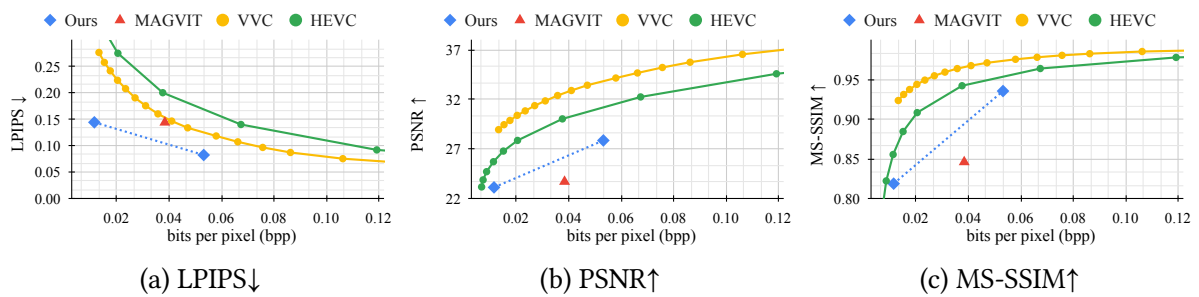 Ours MAGVIT VVC HEVC
0.25
0.20
0.15
0.10
0.05
0.00
LPIPS ↓
0.02 0.04 0.06 0.08 0.10 0.12
bits per pixel (bpp)
(a) LPIPS↓
Ours MAGVIT VVC HEVC
37
32
27
22
PSNR ↑
0.02 0.04 0.06 0.08 0.10 0.12
bits per pixel (bpp)
(b) PSNR↑
Ours MAGVIT VVC HEVC
0.95
0.90
0.85
0.80
MS-SSIM ↑
0.02 0.04 0.06 0.08 0.10 0.12
bits per pixel (bpp)
(c) MS-SSIM↑